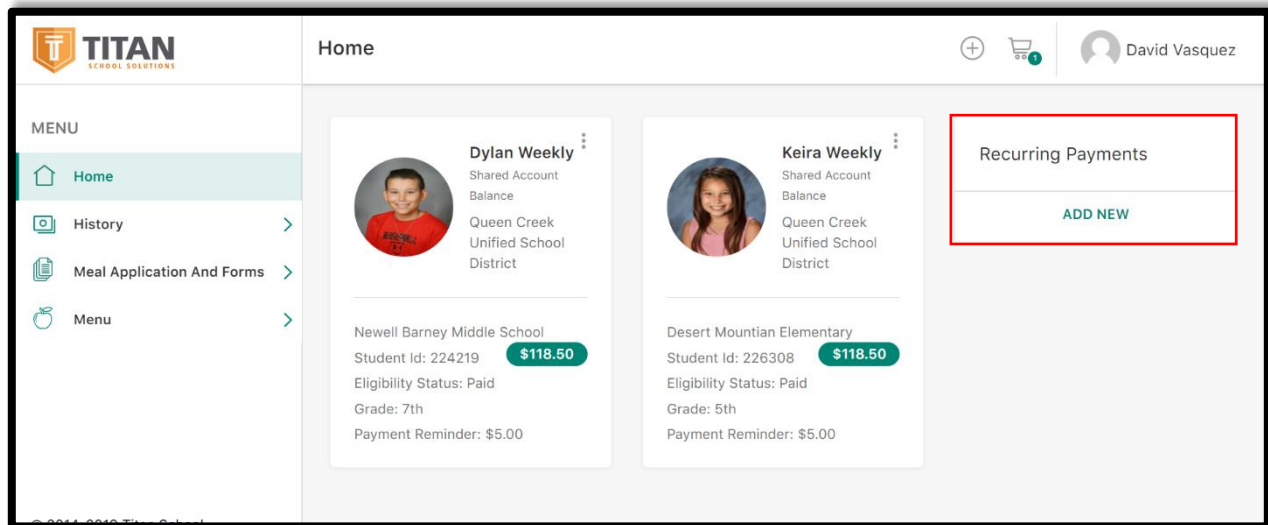 TITAN
SCHOOL SOLUTIONS
Home
1
David Vasquez
MENU
Home
History
Meal Application And Forms
Menu
Dylan Weekly
Shared Account
Balance
Queen Creek
Unified School
District
Newell Barney Middle School
Student Id: 224219
$118.50
Eligibility Status: Paid
Grade: 7th
Payment Reminder: $5.00
Keira Weekly
Shared Account
Balance
Queen Creek
Unified School
District
Desert Mountian Elementary
Student Id: 226308
$118.50
Eligibility Status: Paid
Grade: 5th
Payment Reminder: $5.00
Recurring Payments
ADD NEW